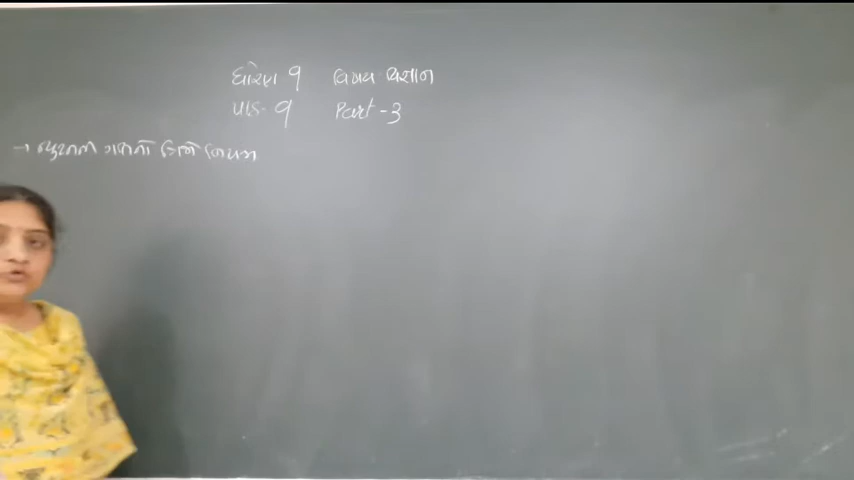 ધોરણ 9 વિષય વિજ્ઞાન
પાઠ- 9 Part-3
→ ન્યુટનનો ગતિનો ત્રીજો નિયમ